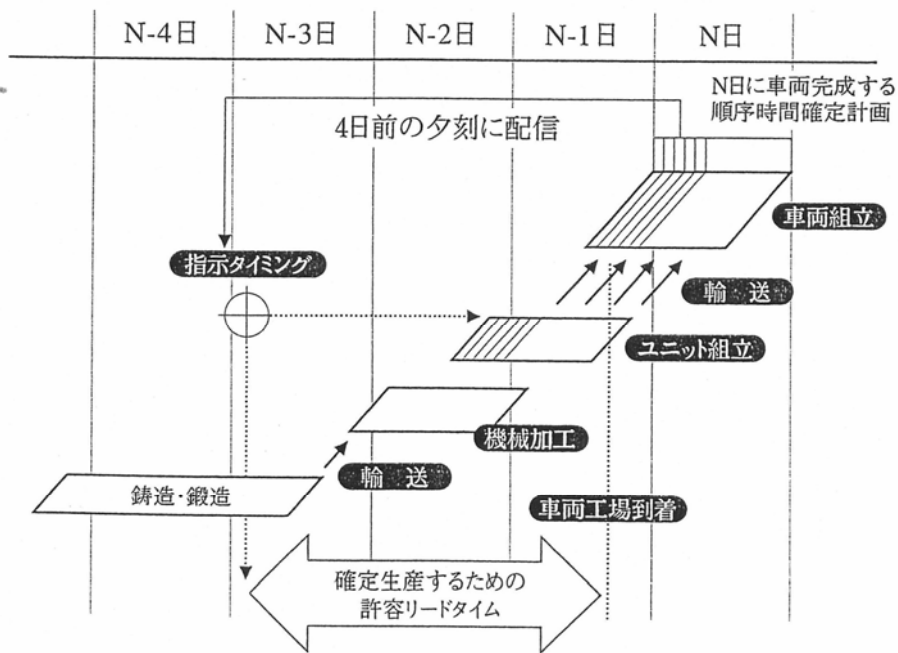 N-4日 N-3日 N-2日 N-1日 N日
N日に車両完成する
順序時間確定計画
4日前の夕刻に配信
車両組立
指示タイミング
輸 送
ユニット組立
機械加工
輸 送
鋳造・鍛造
車両工場到着
確定生産するための
許容リードタイム